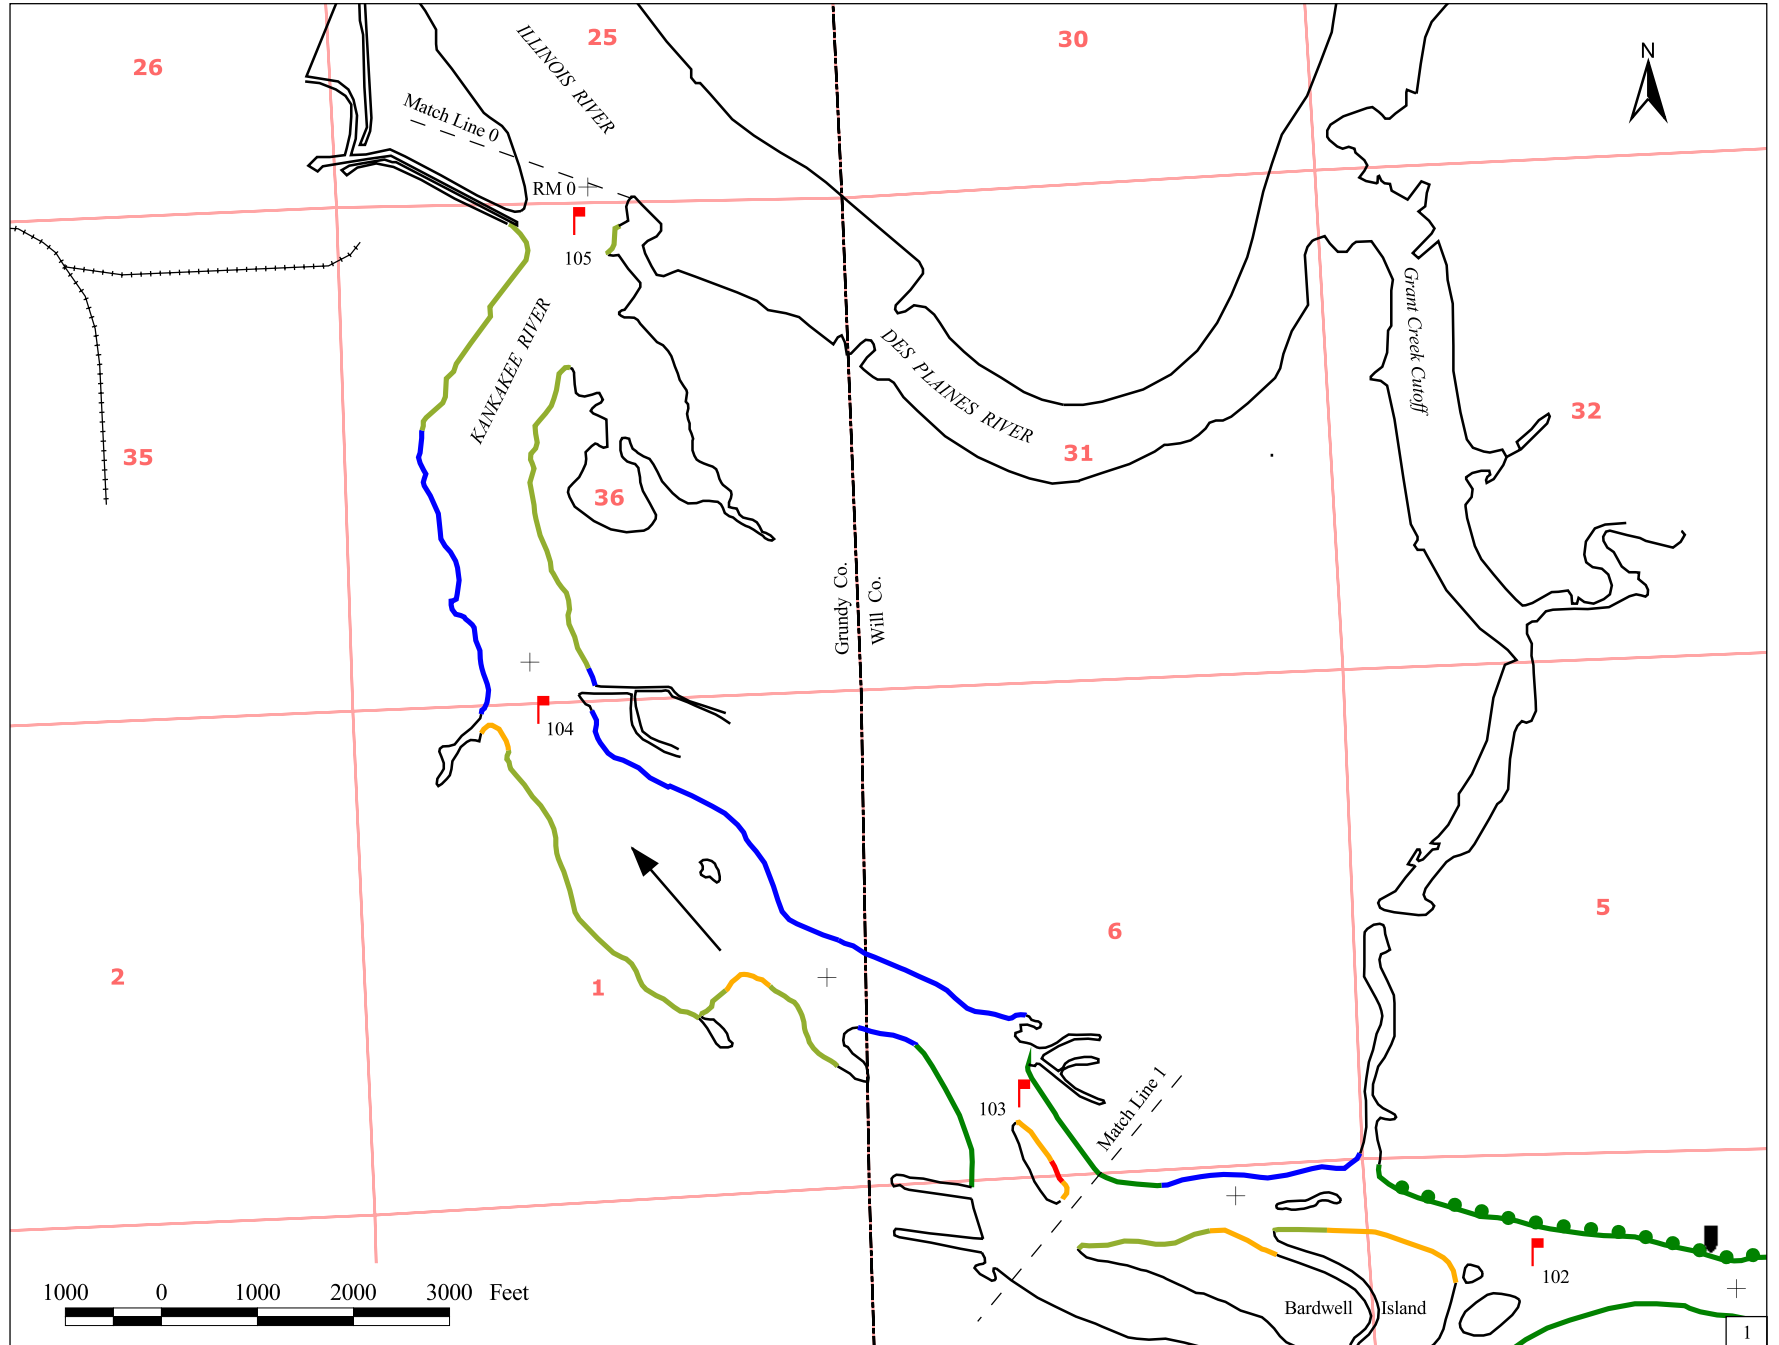 25
30
26
N
ILLINOIS RIVER
Match Line 0
RM 0
105
Grant Creek Cutoff
KANKAKEE RIVER
DES PLAINES RIVER
32
35
31
36
Grundy Co.
Will Co.
104
5
6
2
1
103
Match Line 1
102
1000 0 1000 2000 3000 Feet
Bardwell Island
1